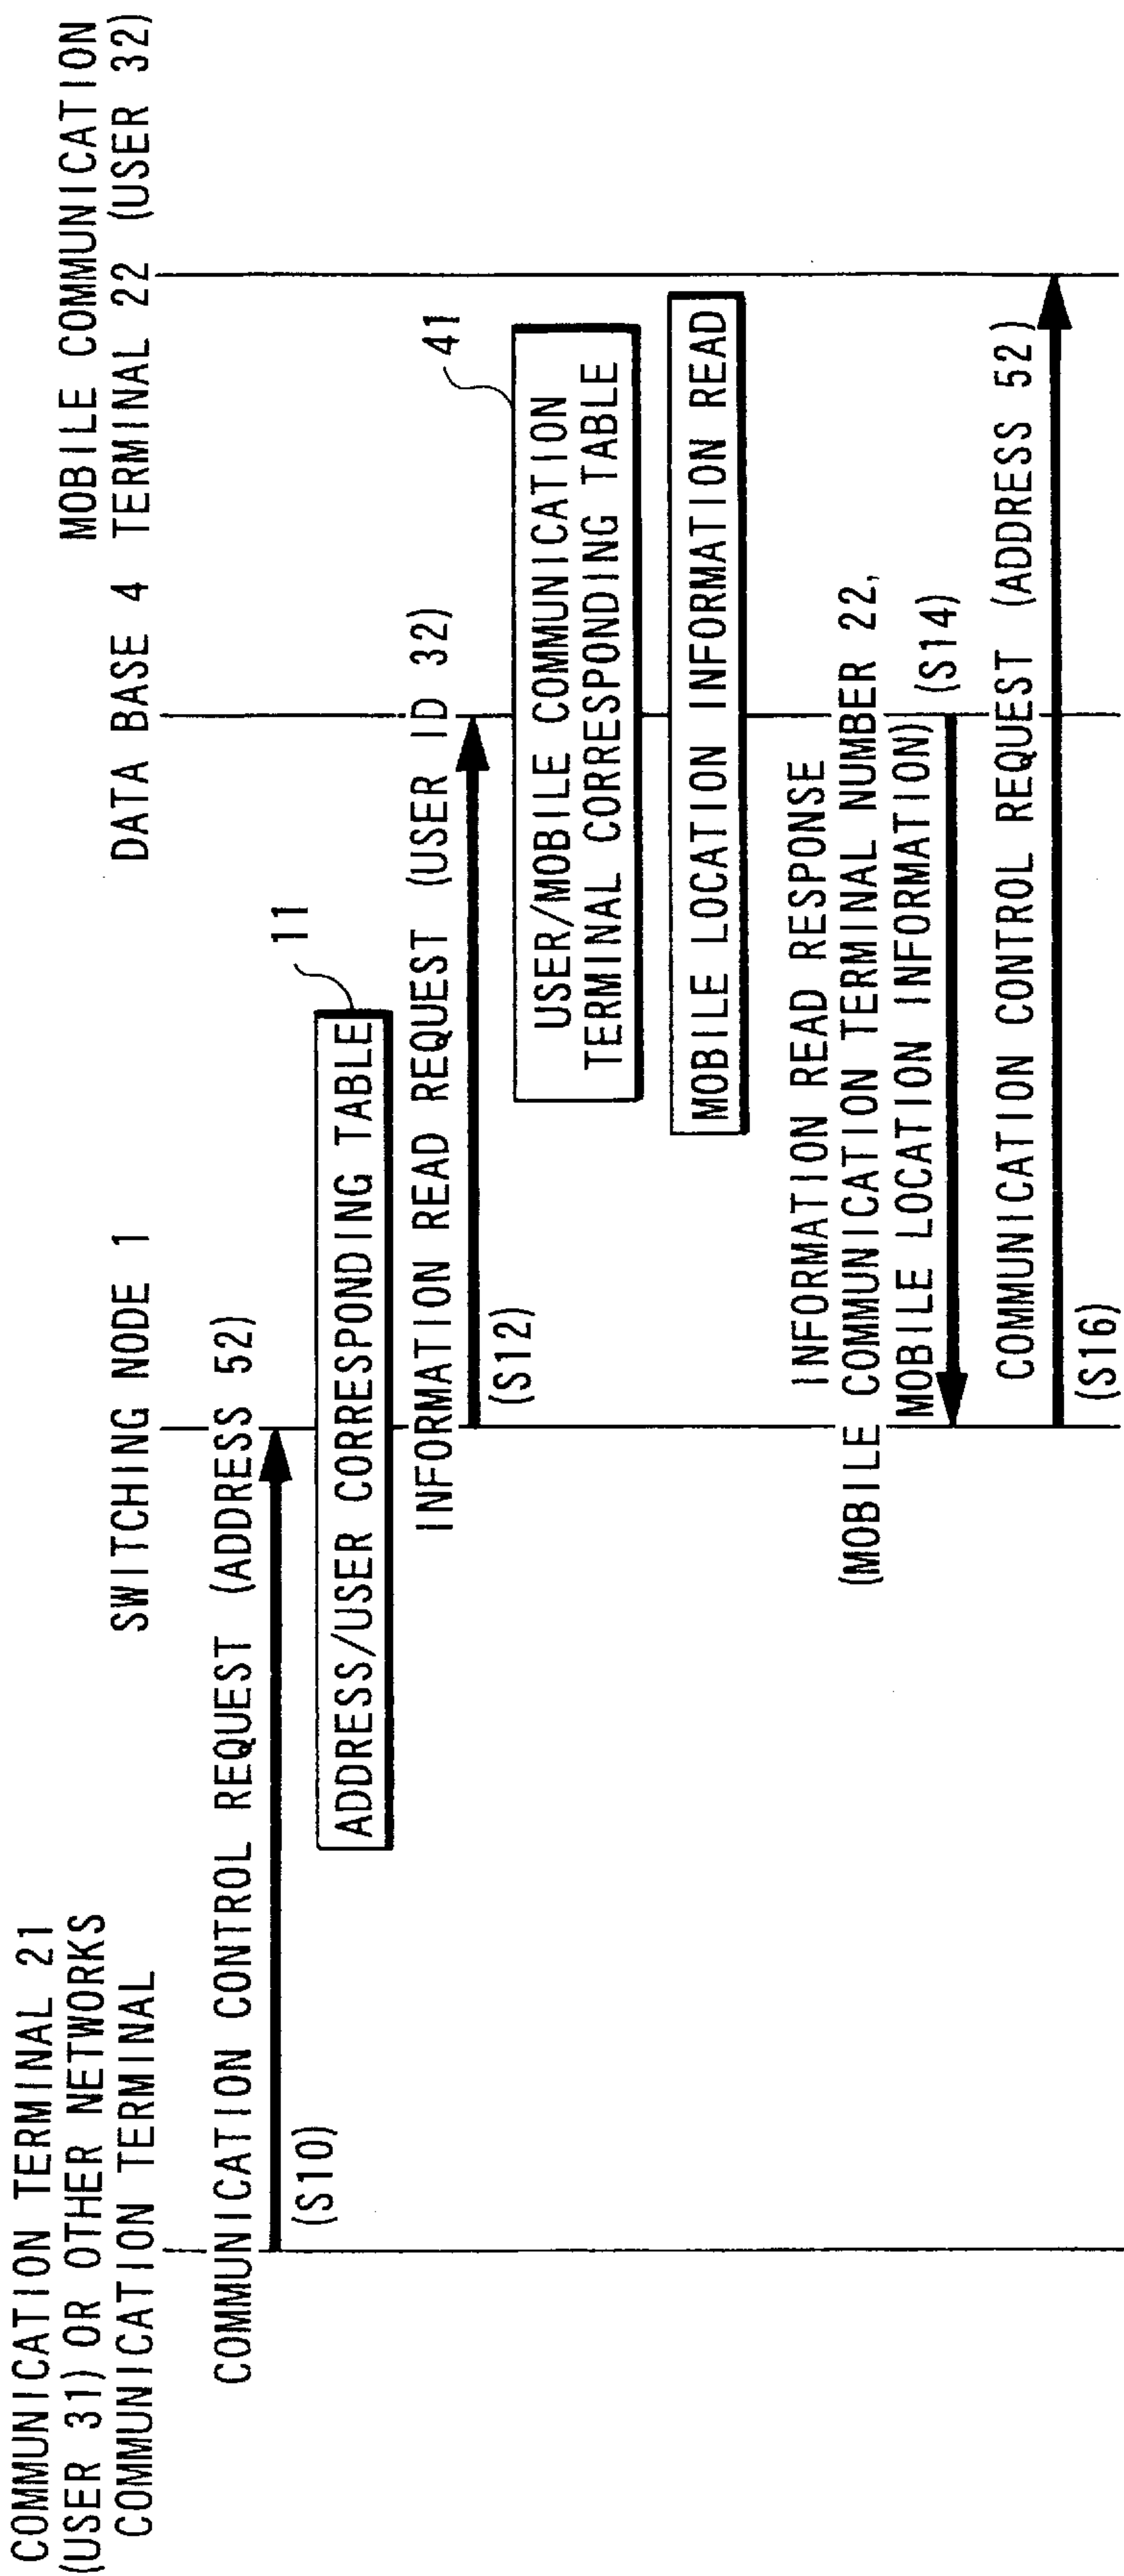 COMMUNICATION TERMINAL 21
(USER 31) OR OTHER NETWORKS
COMMUNICATION TERMINAL
SWITCHING NODE 1
DATA BASE 4
MOBILE COMMUNICATION
TERMINAL 22 (USER 32)
COMMUNICATION CONTROL REQUEST (ADDRESS 52)
(S10)
11
ADDRESS/USER CORRESPONDING TABLE
INFORMATION READ REQUEST (USER ID 32)
(S12)
41
USER/MOBILE COMMUNICATION
TERMINAL CORRESPONDING TABLE
MOBILE LOCATION INFORMATION READ
INFORMATION READ RESPONSE
(MOBILE COMMUNICATION TERMINAL NUMBER 22,
MOBILE LOCATION INFORMATION)
(S14)
COMMUNICATION CONTROL REQUEST (ADDRESS 52)
(S16)